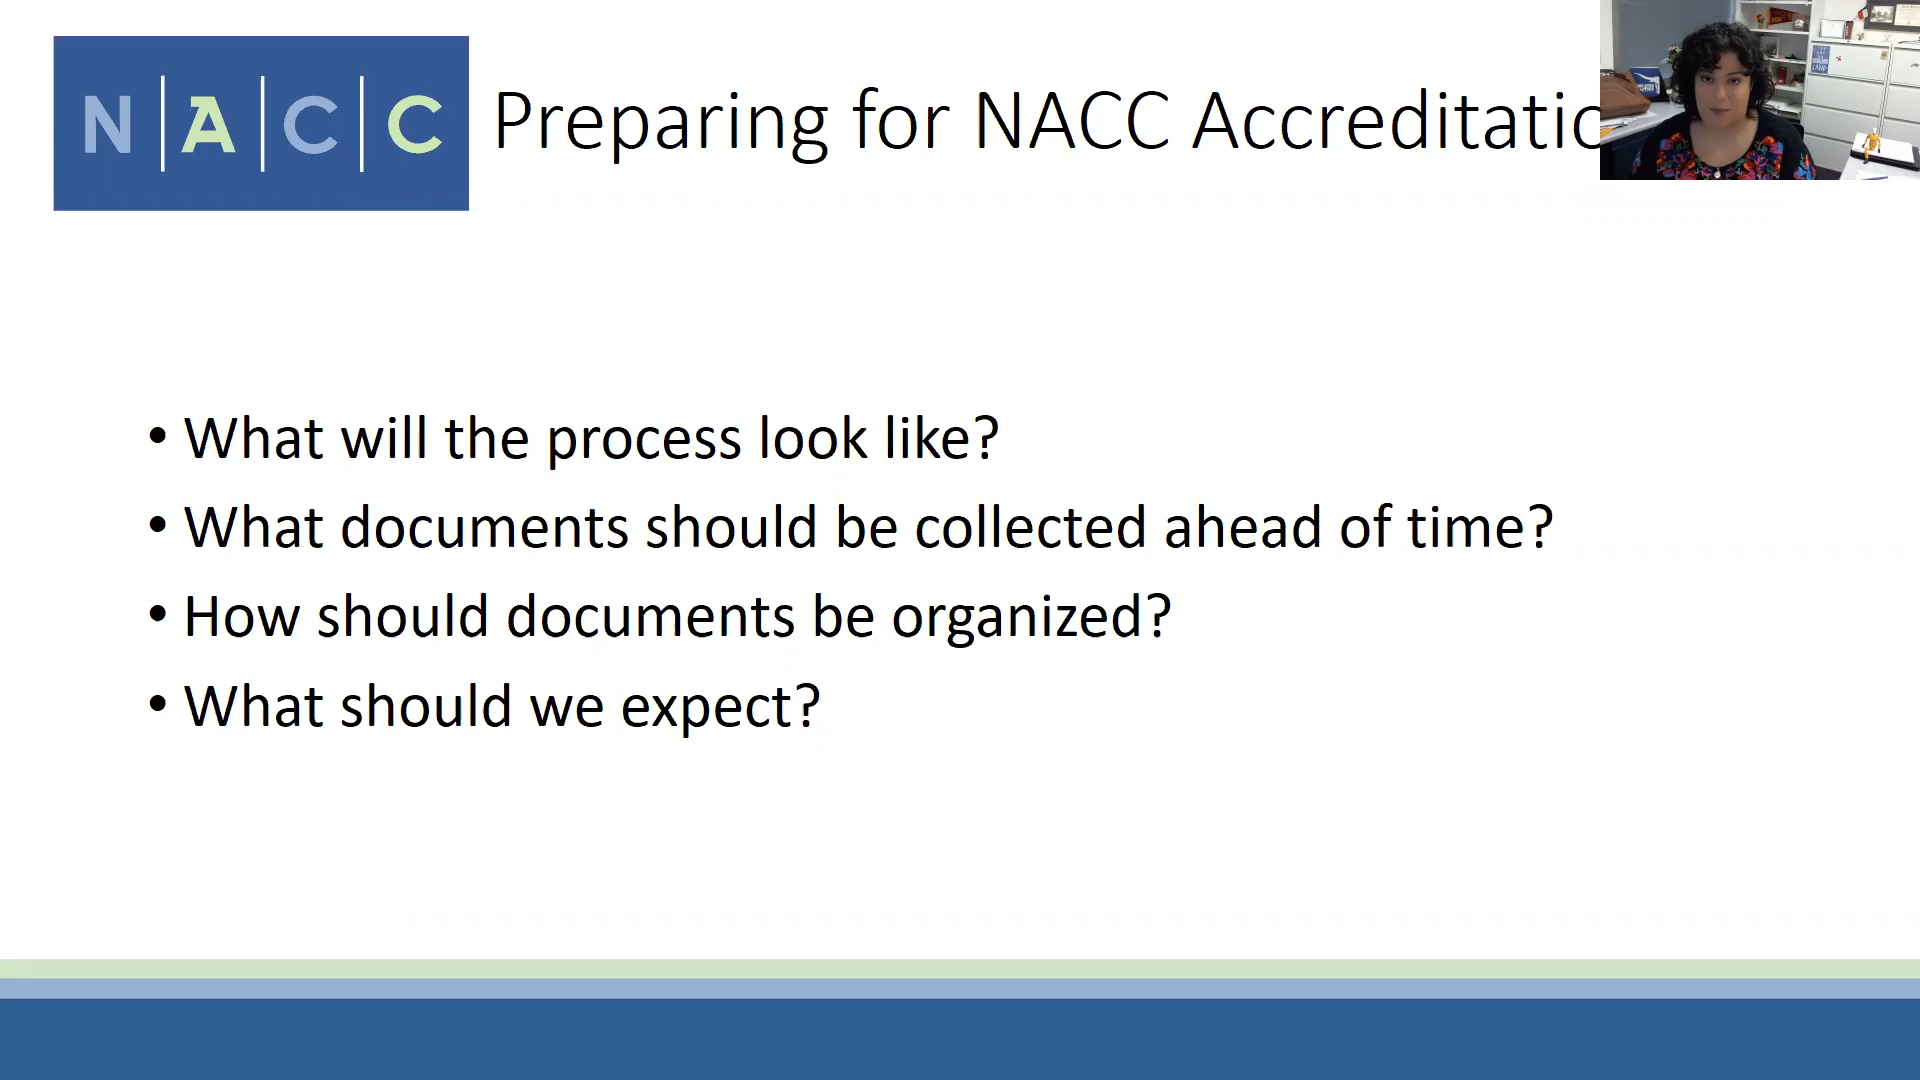 N|A|C|C
Preparing for NACC Accreditatio
• What will the process look like?
• What documents should be collected ahead of time?
• How should documents be organized?
• What should we expect?